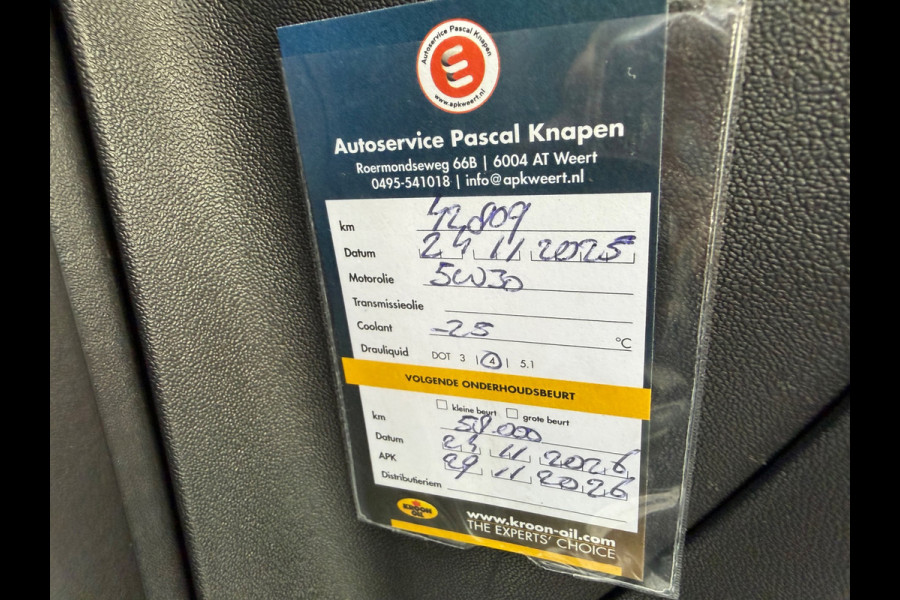 Autoservice Pascal Knapen
www.apkweert.nl
Autoservice Pascal Knapen
Roermondseweg 66B | 6004 AT Weert
0495-541018 | info@apkweert.nl
km 42,809
Datum 24 11 2025
Motorolie 5W30
Transmissieolie
Coolant -25 °C
Drauliquid DOT 3 | 4 | 5.1
VOLGENDE ONDERHOUDSBEURT
kleine beurt grote beurt
km 58.000
Datum 24 11 2026
APK 29 11 2026
Distributieriem
KROON OIL
www.kroon-oil.com
THE EXPERTS' CHOICE